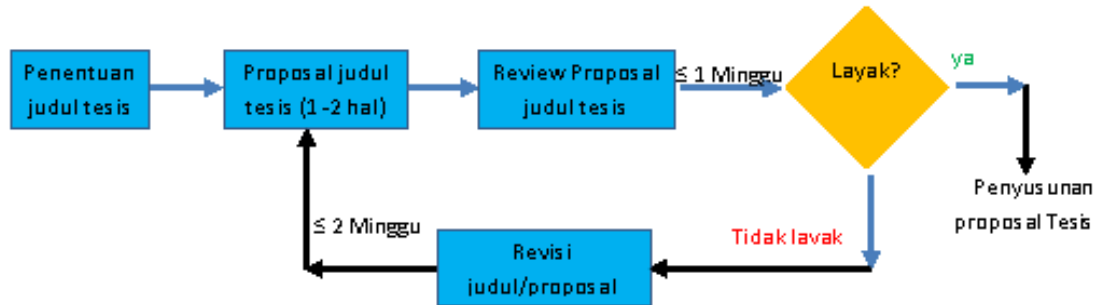 Penentuan
judul tesis
Proposal judul
tesis (1-2 hal)
Review Proposal
judul tesis
≤ 1 Minggu
Layak?
ya
Penyusunan
proposal Tesis
≤ 2 Minggu
Tidak layak
Revisi
judul/proposal